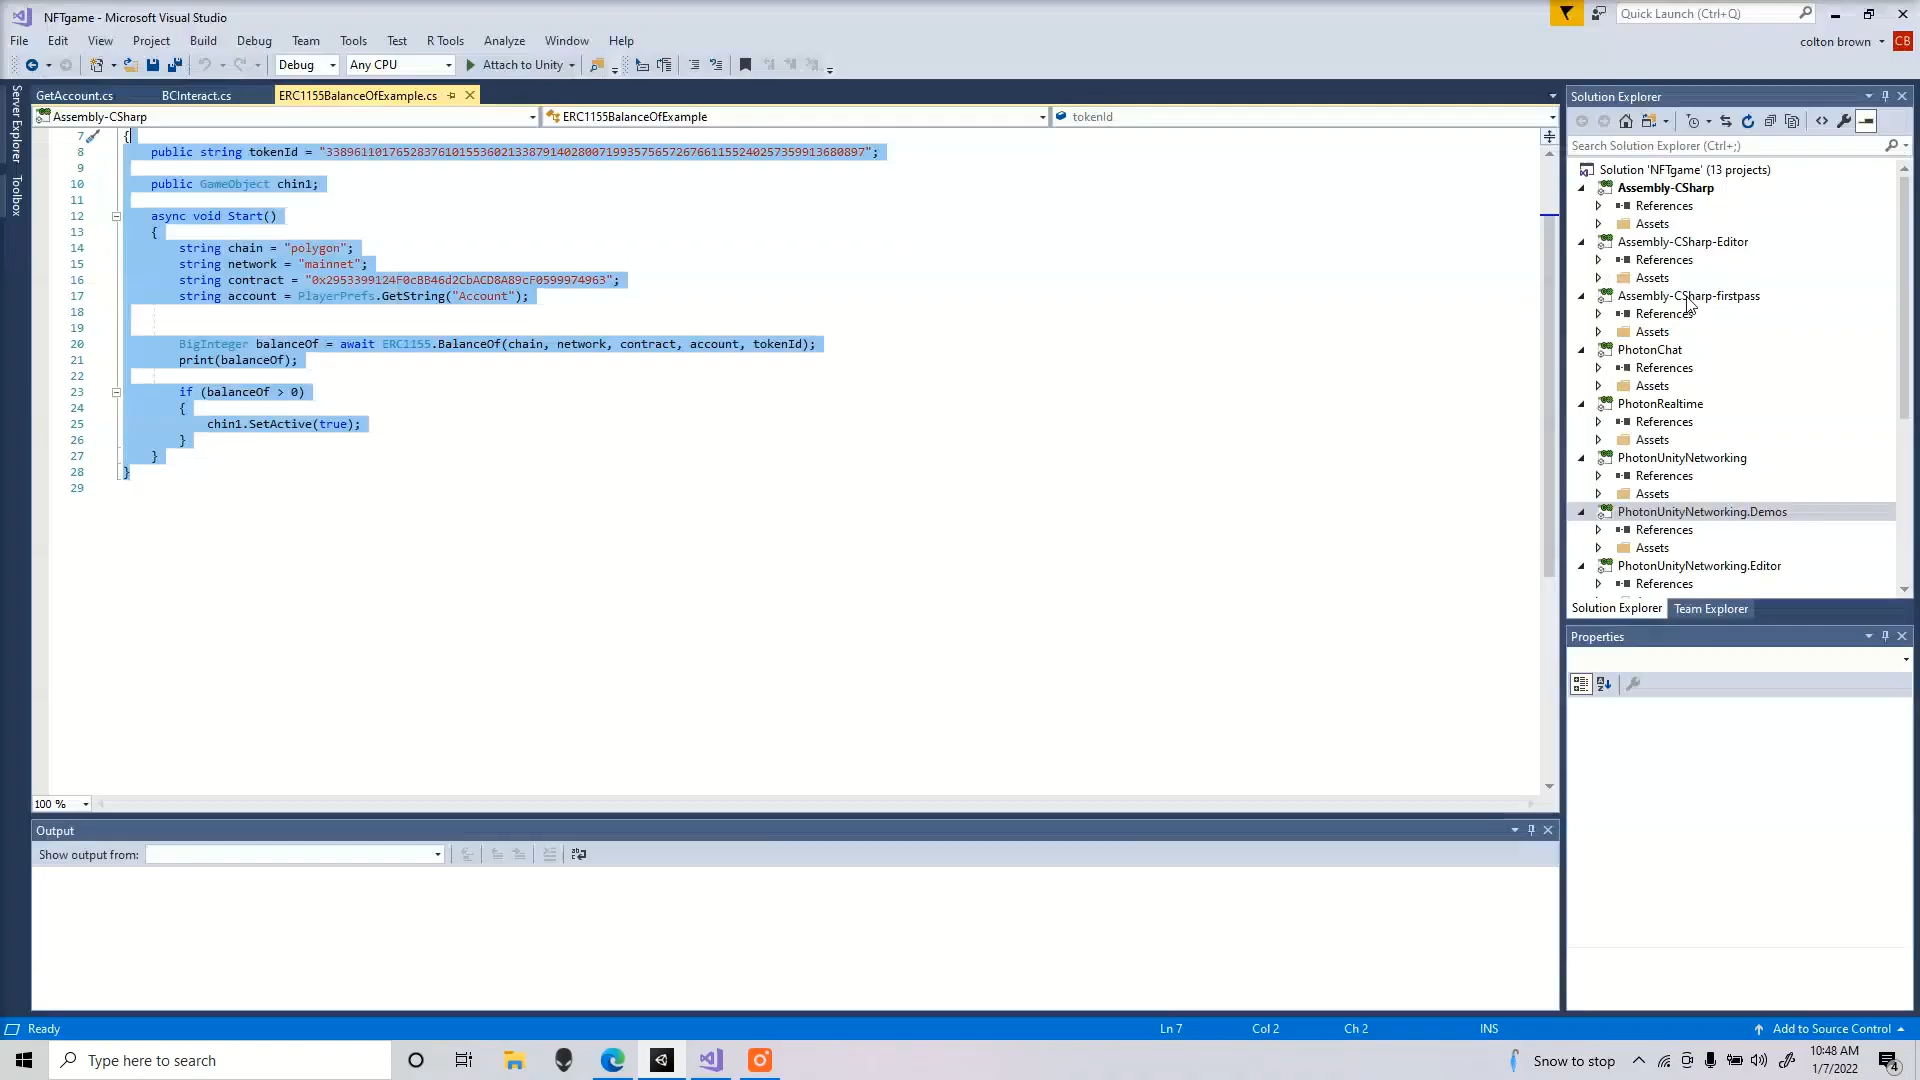 NFTgame - Microsoft Visual Studio
Quick Launch (Ctrl+Q)
File Edit View Project Build Debug Team Tools Test R Tools Analyze Window Help
colton brown CB
Debug Any CPU Attach to Unity
Server Explorer
Toolbox
GetAccount.cs BCInteract.cs ERC1155BalanceOfExample.cs
Assembly-CSharp ERC1155BalanceOfExample tokenId
7 {
8 public string tokenId = "33896110176528376101553602133879140280071993575657267661155240257359913680897";
9
10 public GameObject chin1;
11
12 async void Start()
13 {
14 string chain = "polygon";
15 string network = "mainnet";
16 string contract = "0x2953399124F0cBB46d2CbACD8A89cF0599974963";
17 string account = PlayerPrefs.GetString("Account");
18
19
20 BigInteger balanceOf = await ERC1155.BalanceOf(chain, network, contract, account, tokenId);
21 print(balanceOf);
22
23 if (balanceOf > 0)
24 {
25 chin1.SetActive(true);
26 }
27 }
28 }
29
100 %
Output
Show output from:
Solution Explorer
Search Solution Explorer (Ctrl+;)
Solution 'NFTgame' (13 projects)
Assembly-CSharp
References
Assets
Assembly-CSharp-Editor
References
Assets
Assembly-CSharp-firstpass
References
Assets
PhotonChat
References
Assets
PhotonRealtime
References
Assets
PhotonUnityNetworking
References
Assets
PhotonUnityNetworking.Demos
References
Assets
PhotonUnityNetworking.Editor
References
Solution Explorer Team Explorer
Properties
Ready Ln 7 Col 2 Ch 2 INS Add to Source Control
Type here to search
Snow to stop
10:48 AM
1/7/2022
4